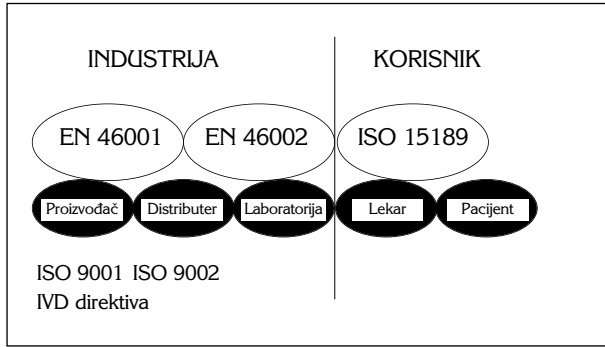 INDUSTRIJA KORISNIK
EN 46001 EN 46002 ISO 15189
Proizvođač Distributer Laboratorija Lekar Pacijent
ISO 9001 ISO 9002
IVD direktiva